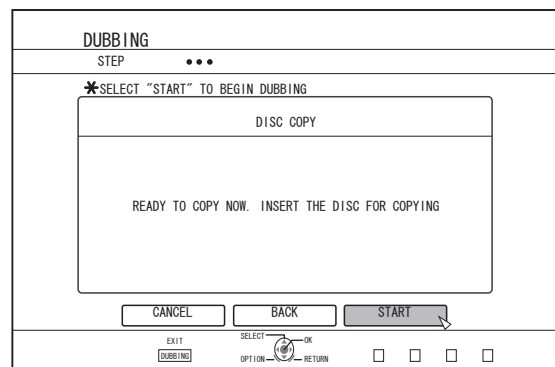 DUBBING
STEP
SELECT "START" TO BEGIN DUBBING
DISC COPY
READY TO COPY NOW. INSERT THE DISC FOR COPYING
CANCEL BACK START
EXIT
DUBBING
SELECT OK
OPTION RETURN